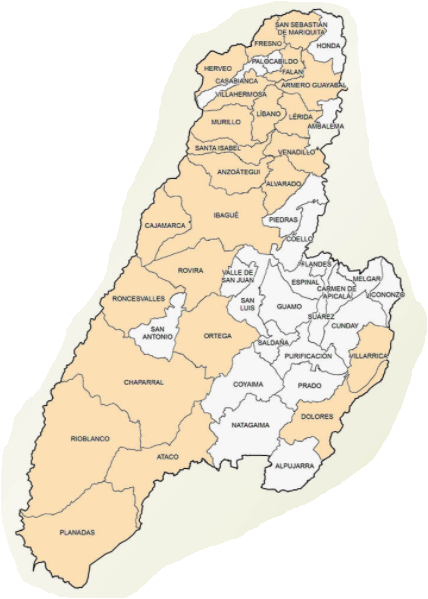 SAN SEBASTIÁN
DE MARIQUITA
FRESNO
HONDA
PALOCABILDO
HERVEO
FALAN
CASABIANCA
ARMERO GUAYABAL
VILLAHERMOSA
LÍBANO
LÉRIDA
MURILLO
AMBALEMA
SANTA ISABEL
VENADILLO
ANZOÁTEGUI
ALVARADO
IBAGUÉ
PIEDRAS
CAJAMARCA
COELLO
FLANDES
ROVIRA
VALLE DE
SAN JUAN
MELGAR
ESPINAL
CARMEN DE
APICALÁ
ICONONZO
RONCESVALLES
SAN
LUIS
GUAMO
SUÁREZ
CUNDAY
SAN
ANTONIO
ORTEGA
SALDAÑA
PURIFICACIÓN
VILLARRICA
CHAPARRAL
COYAIMA
PRADO
DOLORES
NATAGAIMA
RIOBLANCO
ATACO
ALPUJARRA
PLANADAS